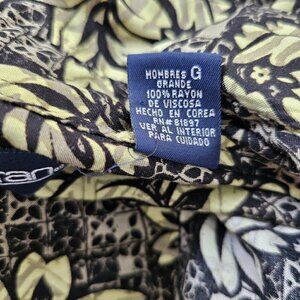 HOMBRES G
GRANDE
100% RAYON
DE VISCOSA
HECHO EN COREA
RN#81897
VER AL INTERIOR
PARA CUIDADO